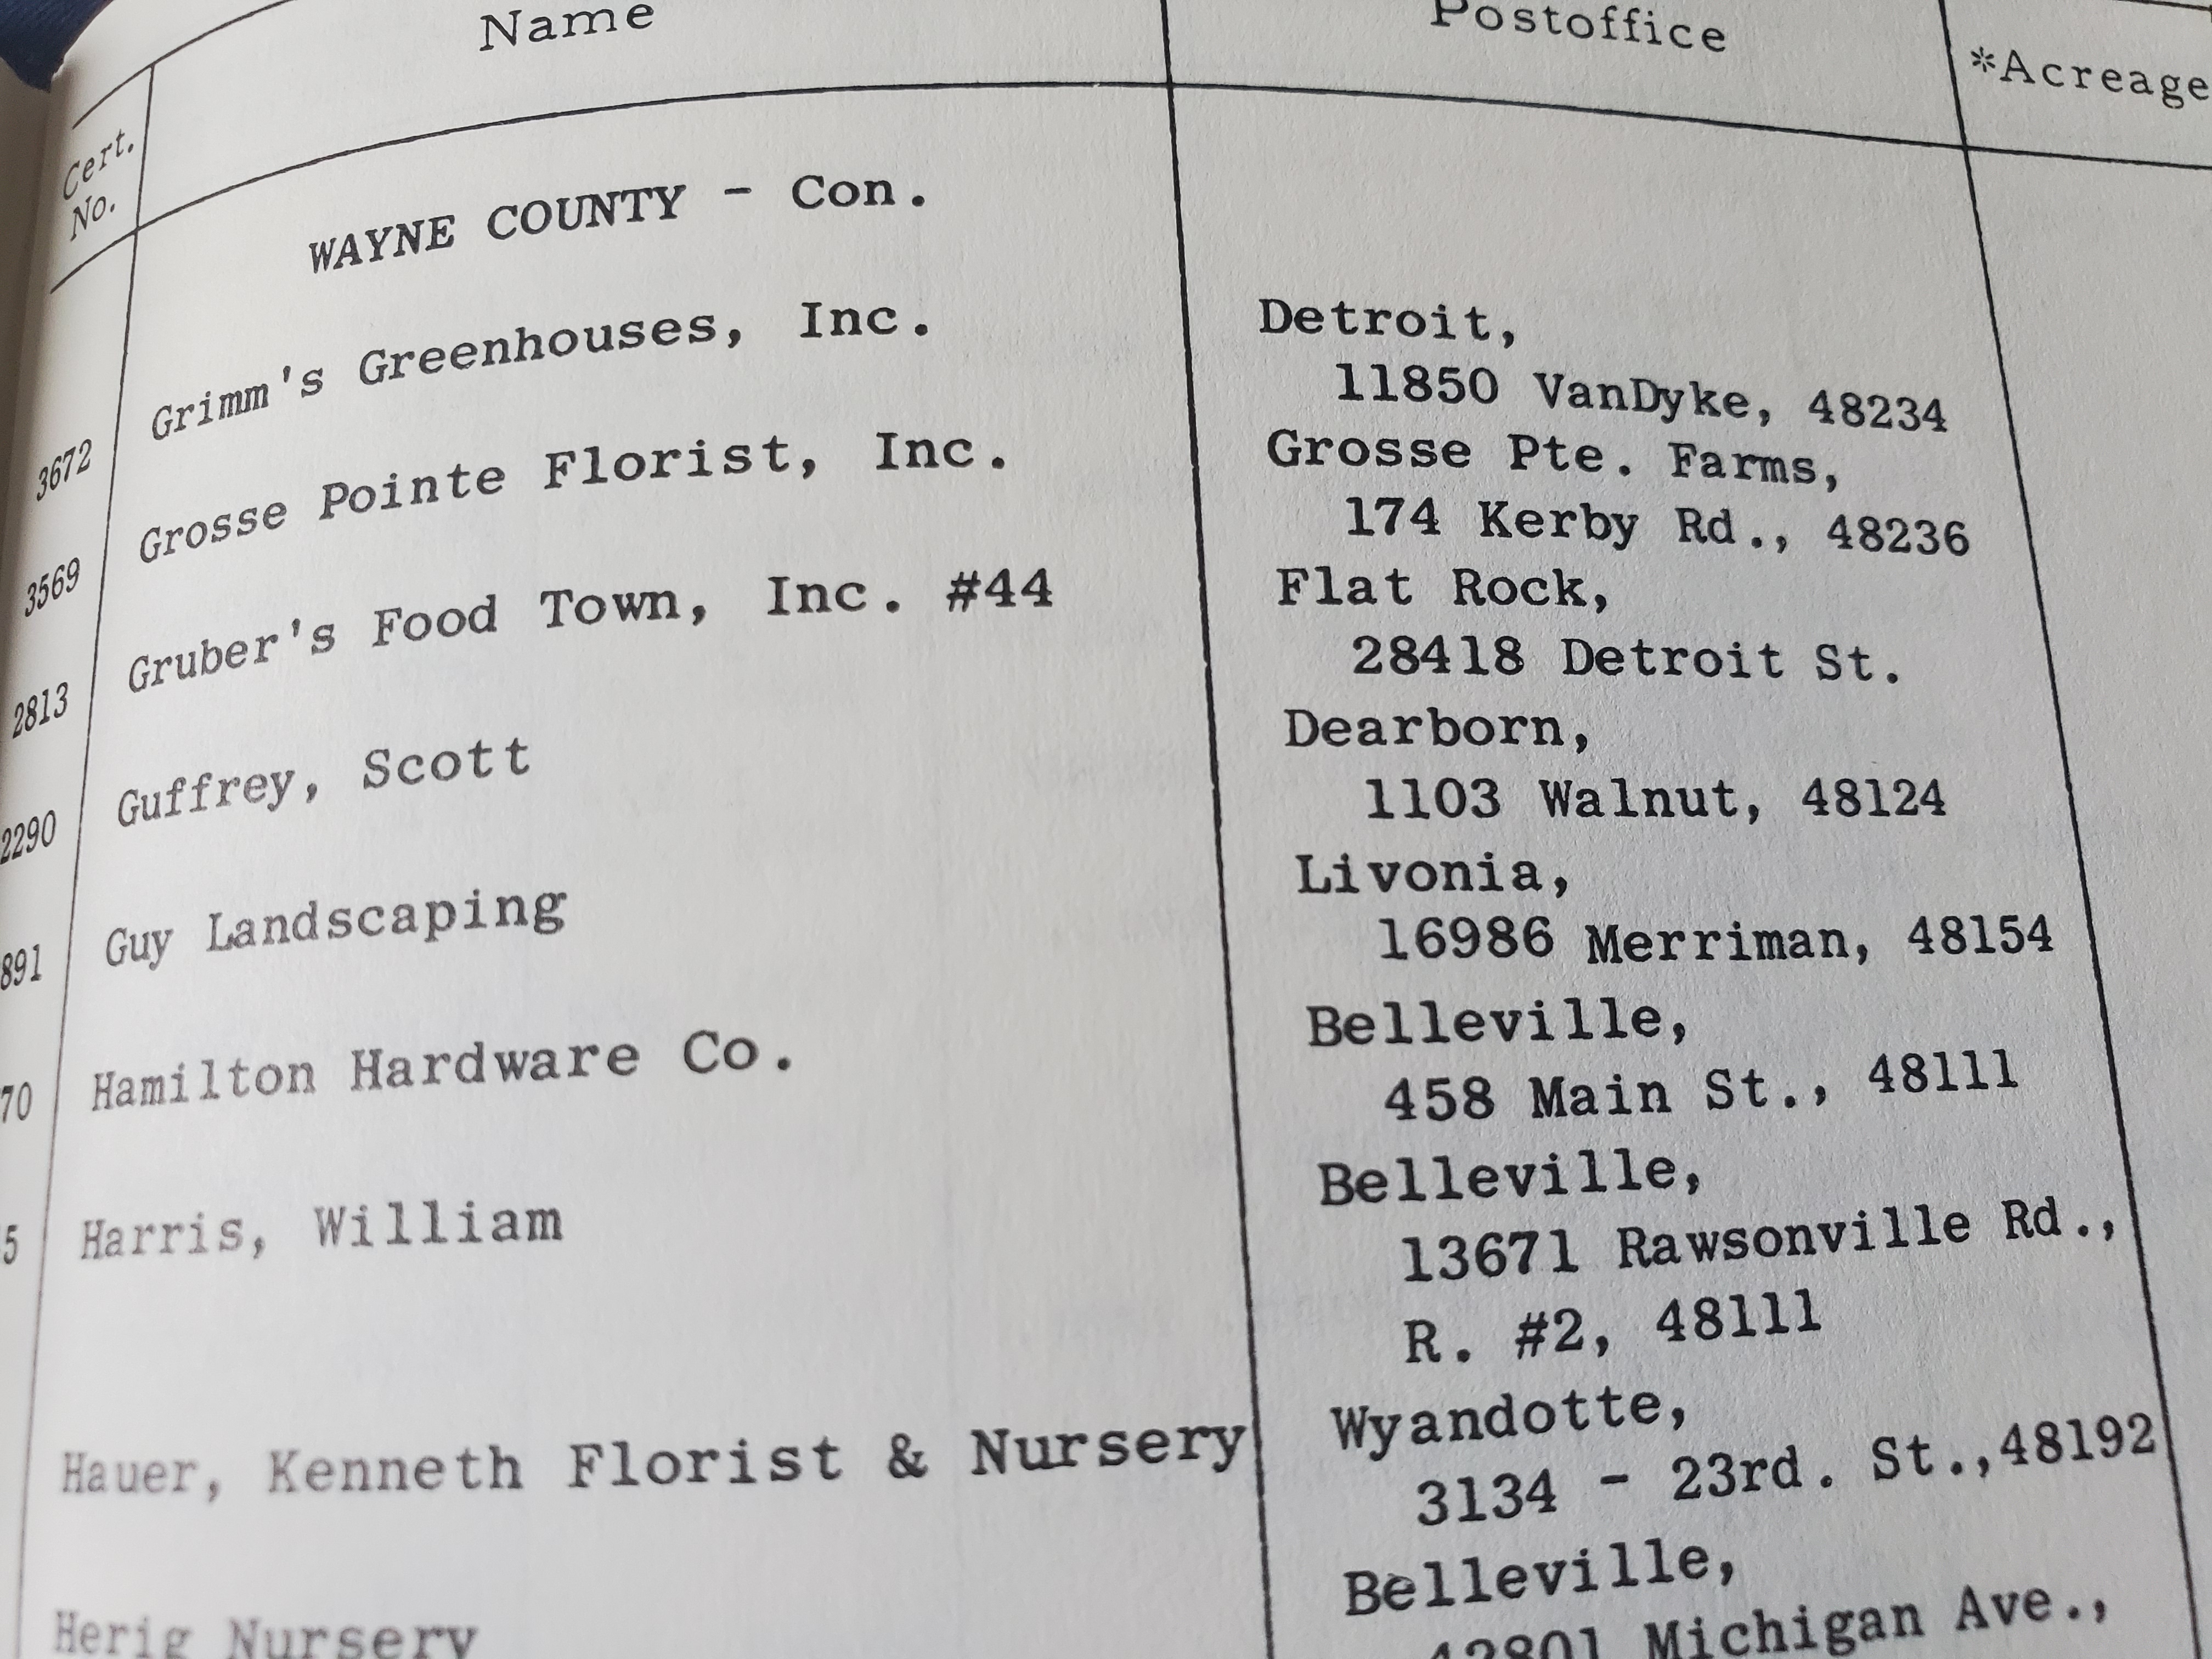 Name Postoffice *Acreage
Cert.
No.
WAYNE COUNTY - Con.
3672 Grimm's Greenhouses, Inc. Detroit,
11850 VanDyke, 48234
3569 Grosse Pointe Florist, Inc. Grosse Pte. Farms,
174 Kerby Rd., 48236
2813 Gruber's Food Town, Inc. #44 Flat Rock,
28418 Detroit St.
2290 Guffrey, Scott Dearborn,
1103 Walnut, 48124
891 Guy Landscaping Livonia,
16986 Merriman, 48154
70 Hamilton Hardware Co. Belleville,
458 Main St., 48111
5 Harris, William Belleville,
13671 Rawsonville Rd.,
R. #2, 48111
Hauer, Kenneth Florist & Nursery Wyandotte,
3134 - 23rd. St.,48192
Herig Nursery Belleville,
42801 Michigan Ave.,